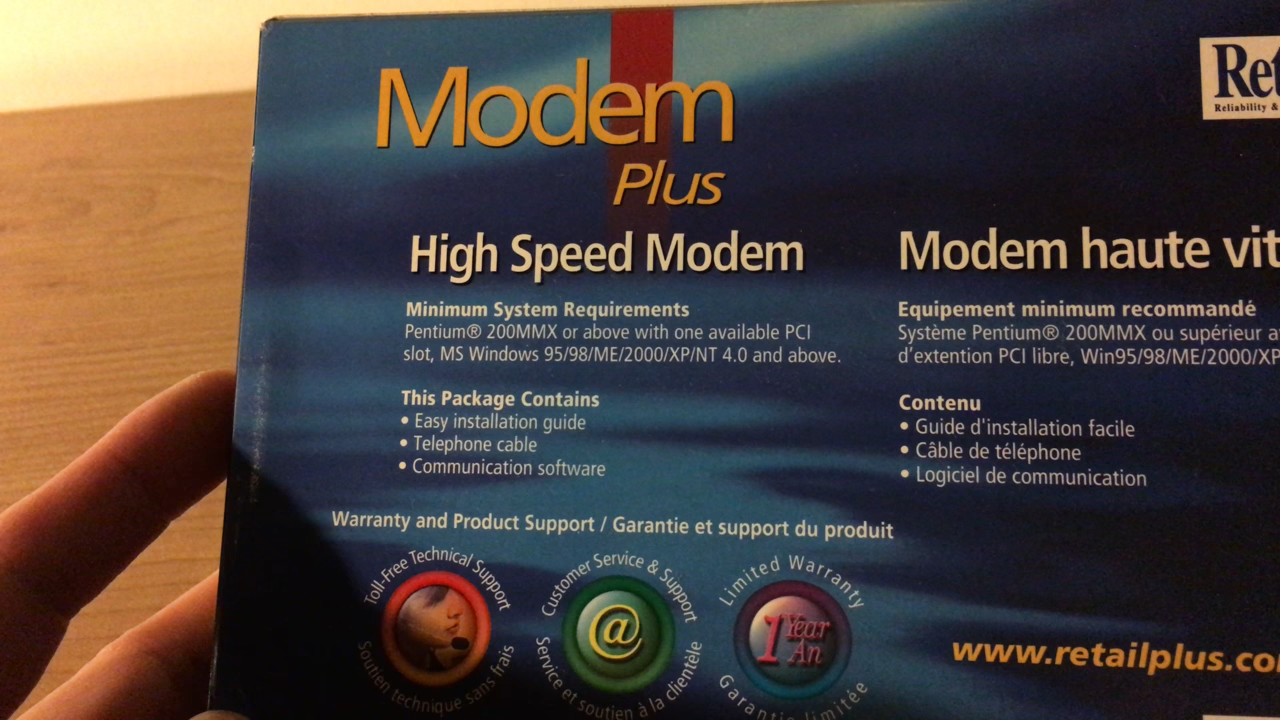 Modem
Plus
Ret
Reliability &
High Speed Modem
Minimum System Requirements
Pentium® 200MMX or above with one available PCI
slot, MS Windows 95/98/ME/2000/XP/NT 4.0 and above.
This Package Contains
• Easy installation guide
• Telephone cable
• Communication software
Modem haute vit
Equipement minimum recommandé
Système Pentium® 200MMX ou supérieur a
d'extention PCI libre, Win95/98/ME/2000/XP
Contenu
• Guide d'installation facile
• Câble de téléphone
• Logiciel de communication
Warranty and Product Support / Garantie et support du produit
Toll-Free Technical Support
Soutien technique sans frais
Customer Service & Support
@
Service et soutien à la clientèle
Limited Warranty
1 Year
An
Garantie limitée
www.retailplus.co